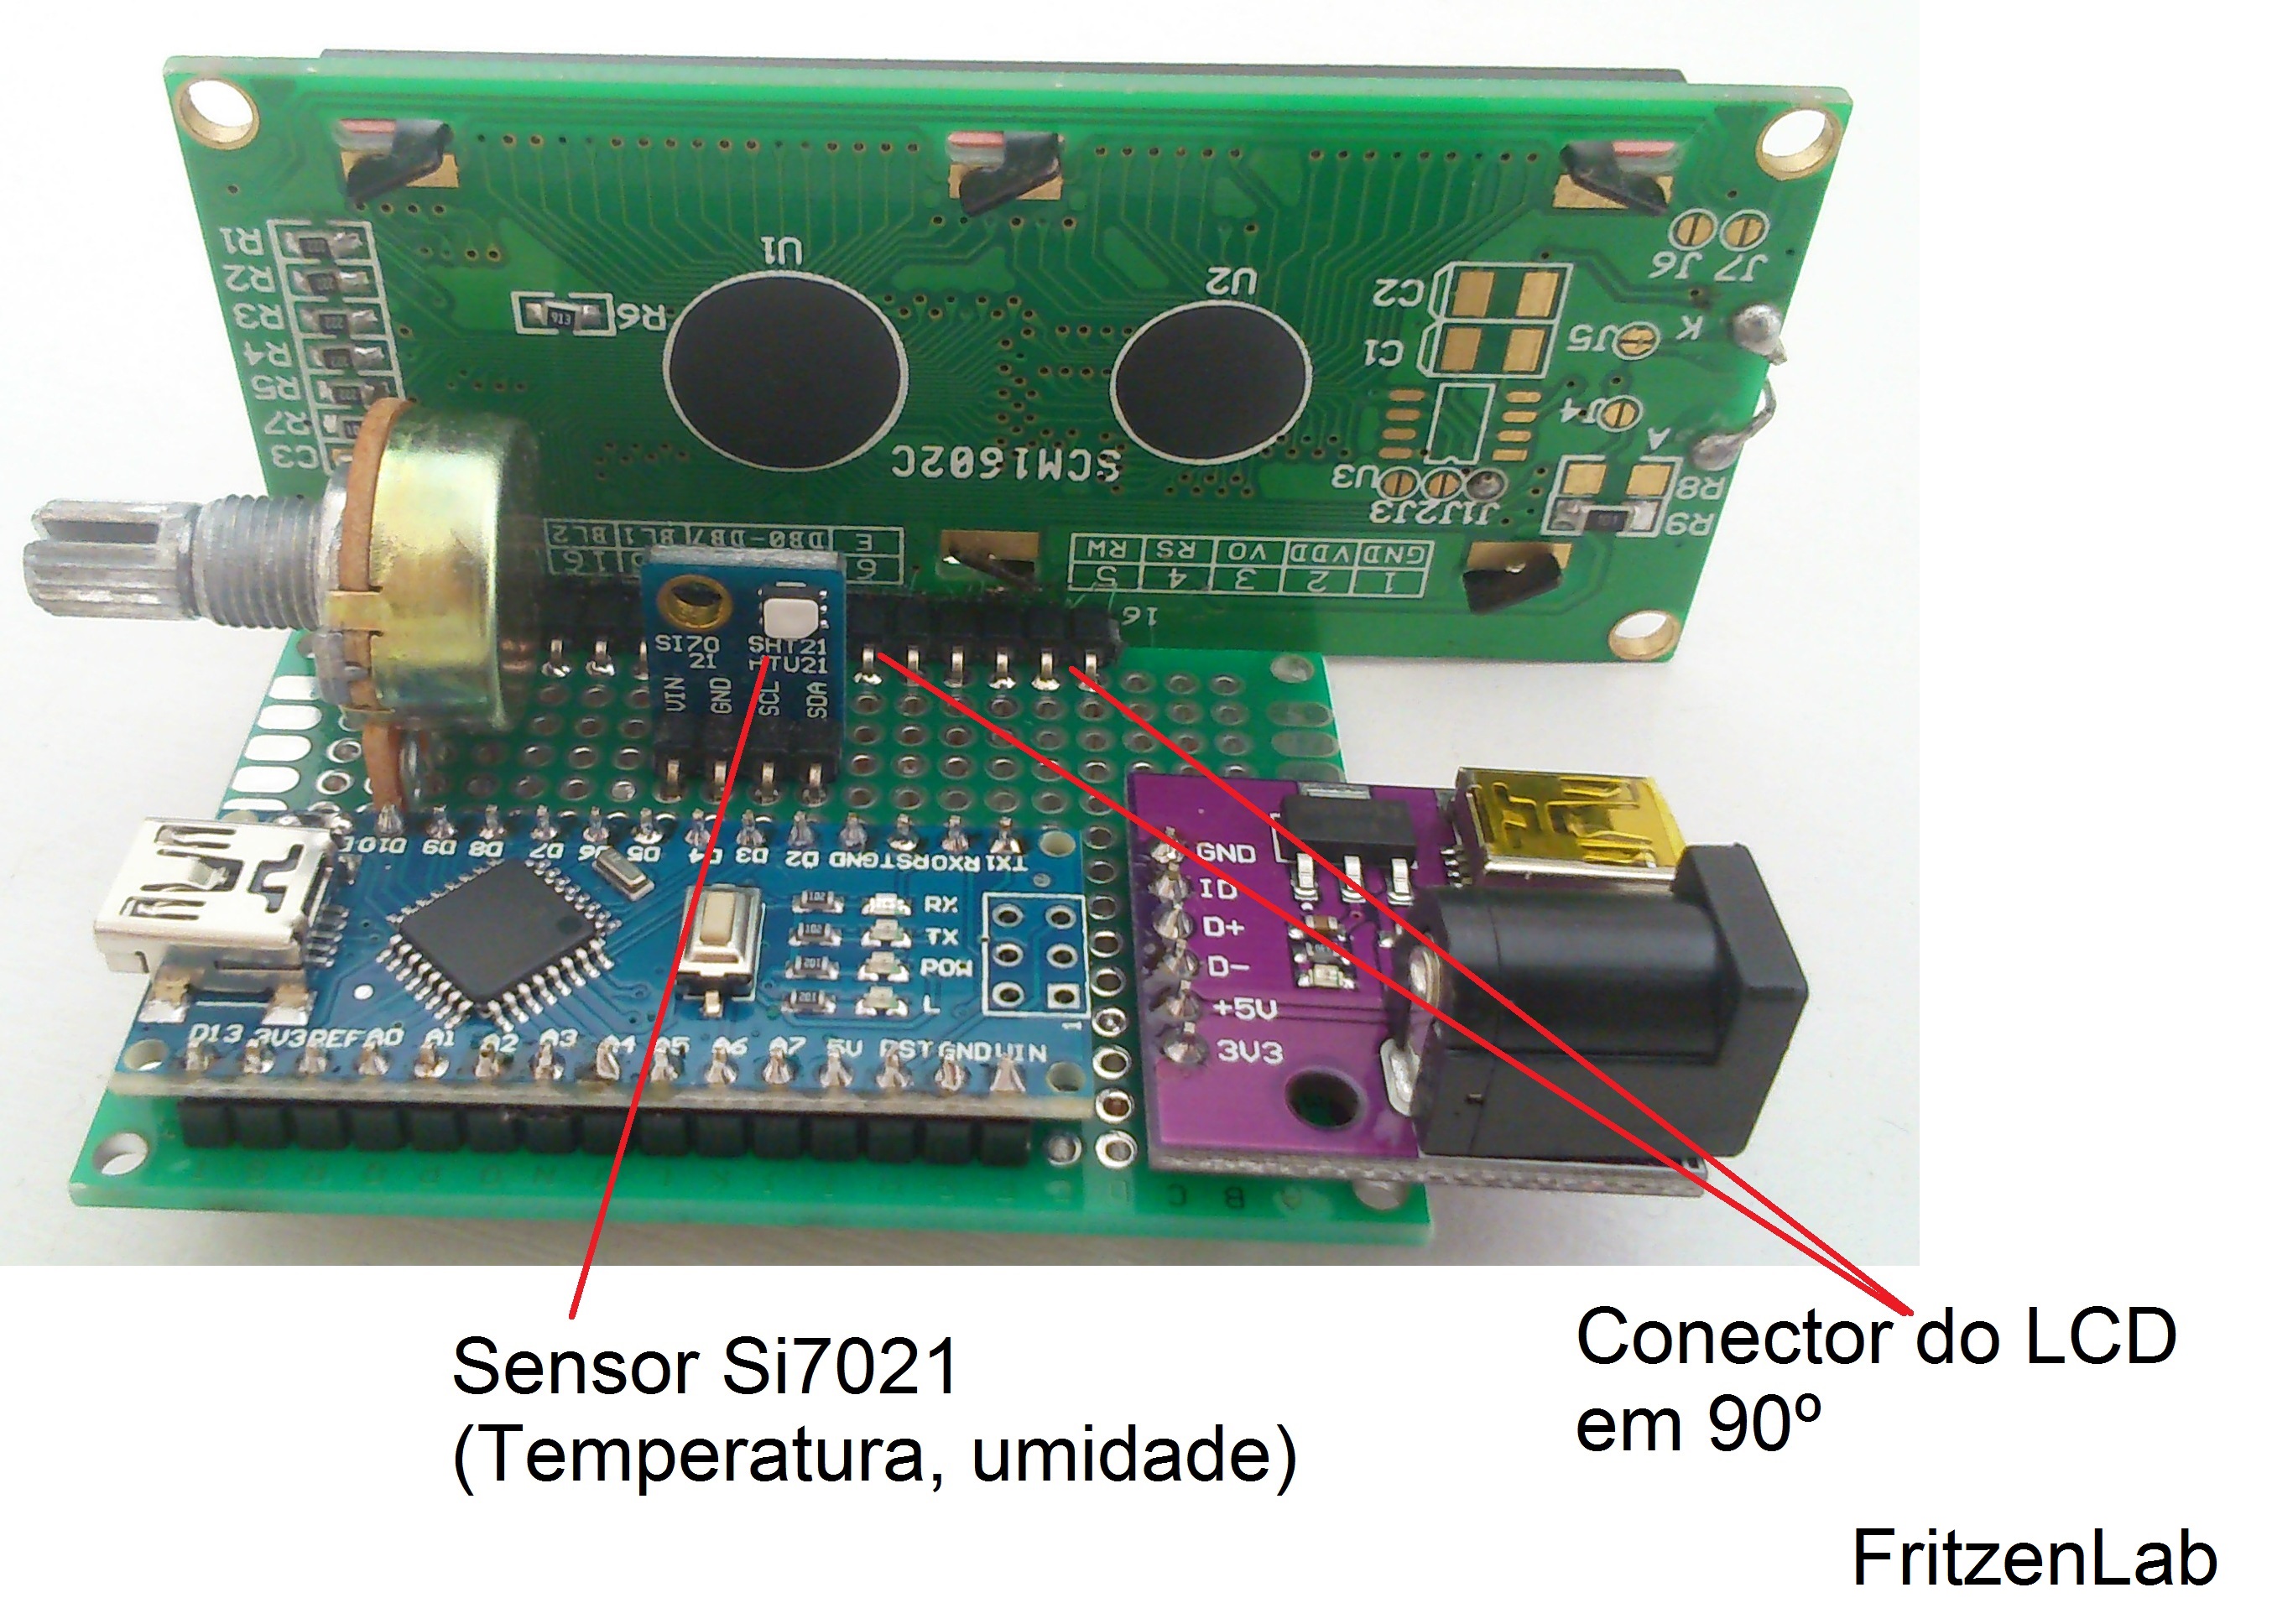 R1
R2
R3
R4
R5
R7
C3
R6
U1
U2
SCM1602C
C2
C1
J6 J7
K
J5
J4
A
U3
J1J2J3
R8
R9
BL2 BL1 DB0-DB7 E
16 6
RW RS VO VDD GND
5 4 3 2 1
16
SI70
21
SHT21
HTU21
VIN GND SCL SDA
D10 D9 D8 D7 D6 D5 D4 D3 D2 GND RST RX0 TX1
RX
TX
POW
L
1
D13 3V3 REF A0 A1 A2 A3 A4 A5 A6 A7 5V RST GND VIN
GND
ID
D+
D-
+5V
3V3
C B
Sensor Si7021
(Temperatura, umidade)
Conector do LCD
em 90º
FritzenLab